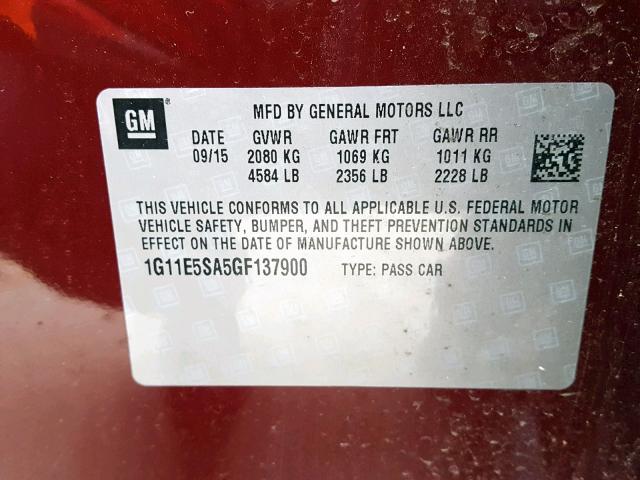 GM
MFD BY GENERAL MOTORS LLC
DATE GVWR GAWR FRT GAWR RR
09/15 2080 KG 1069 KG 1011 KG
4584 LB 2356 LB 2228 LB
THIS VEHICLE CONFORMS TO ALL APPLICABLE U.S. FEDERAL MOTOR
VEHICLE SAFETY, BUMPER, AND THEFT PREVENTION STANDARDS IN
EFFECT ON THE DATE OF MANUFACTURE SHOWN ABOVE.
1G11E5SA5GF137900 TYPE: PASS CAR